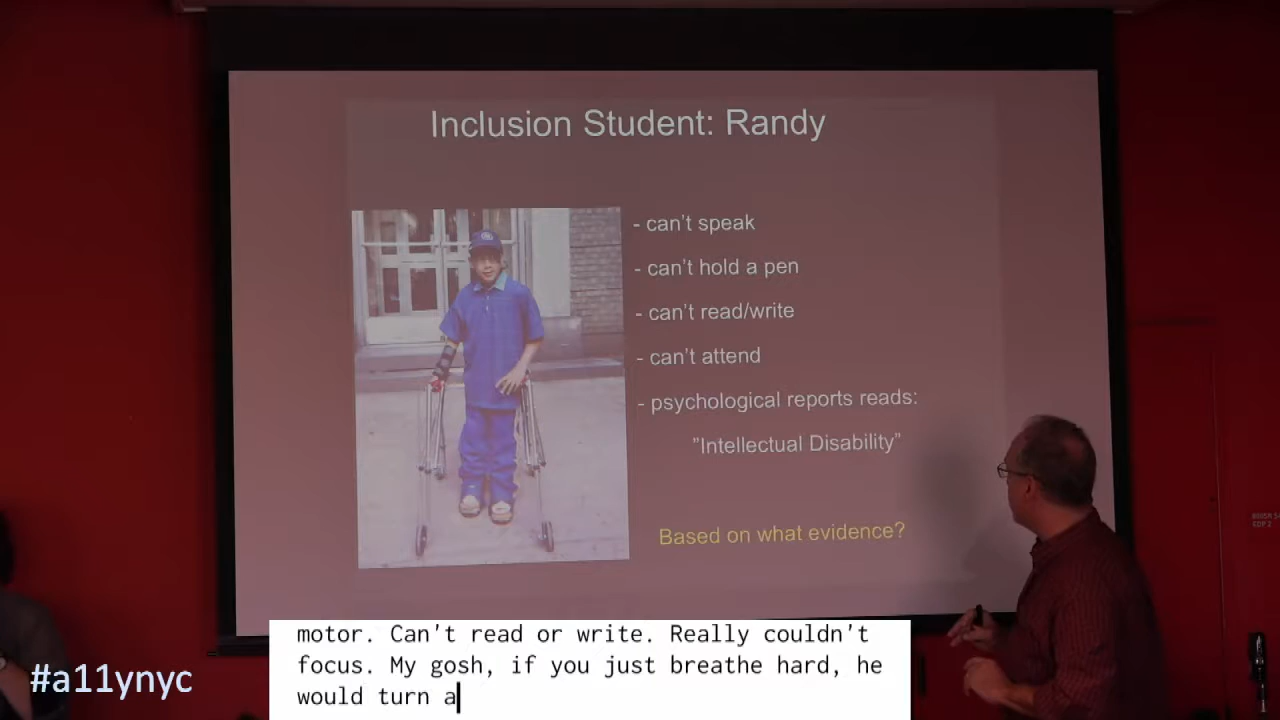 Inclusion Student: Randy
- can't speak
- can't hold a pen
- can't read/write
- can't attend
- psychological reports reads:
"Intellectual Disability"
Based on what evidence?
motor. Can't read or write. Really couldn't
focus. My gosh, if you just breathe hard, he
would turn a
#a11ynyc